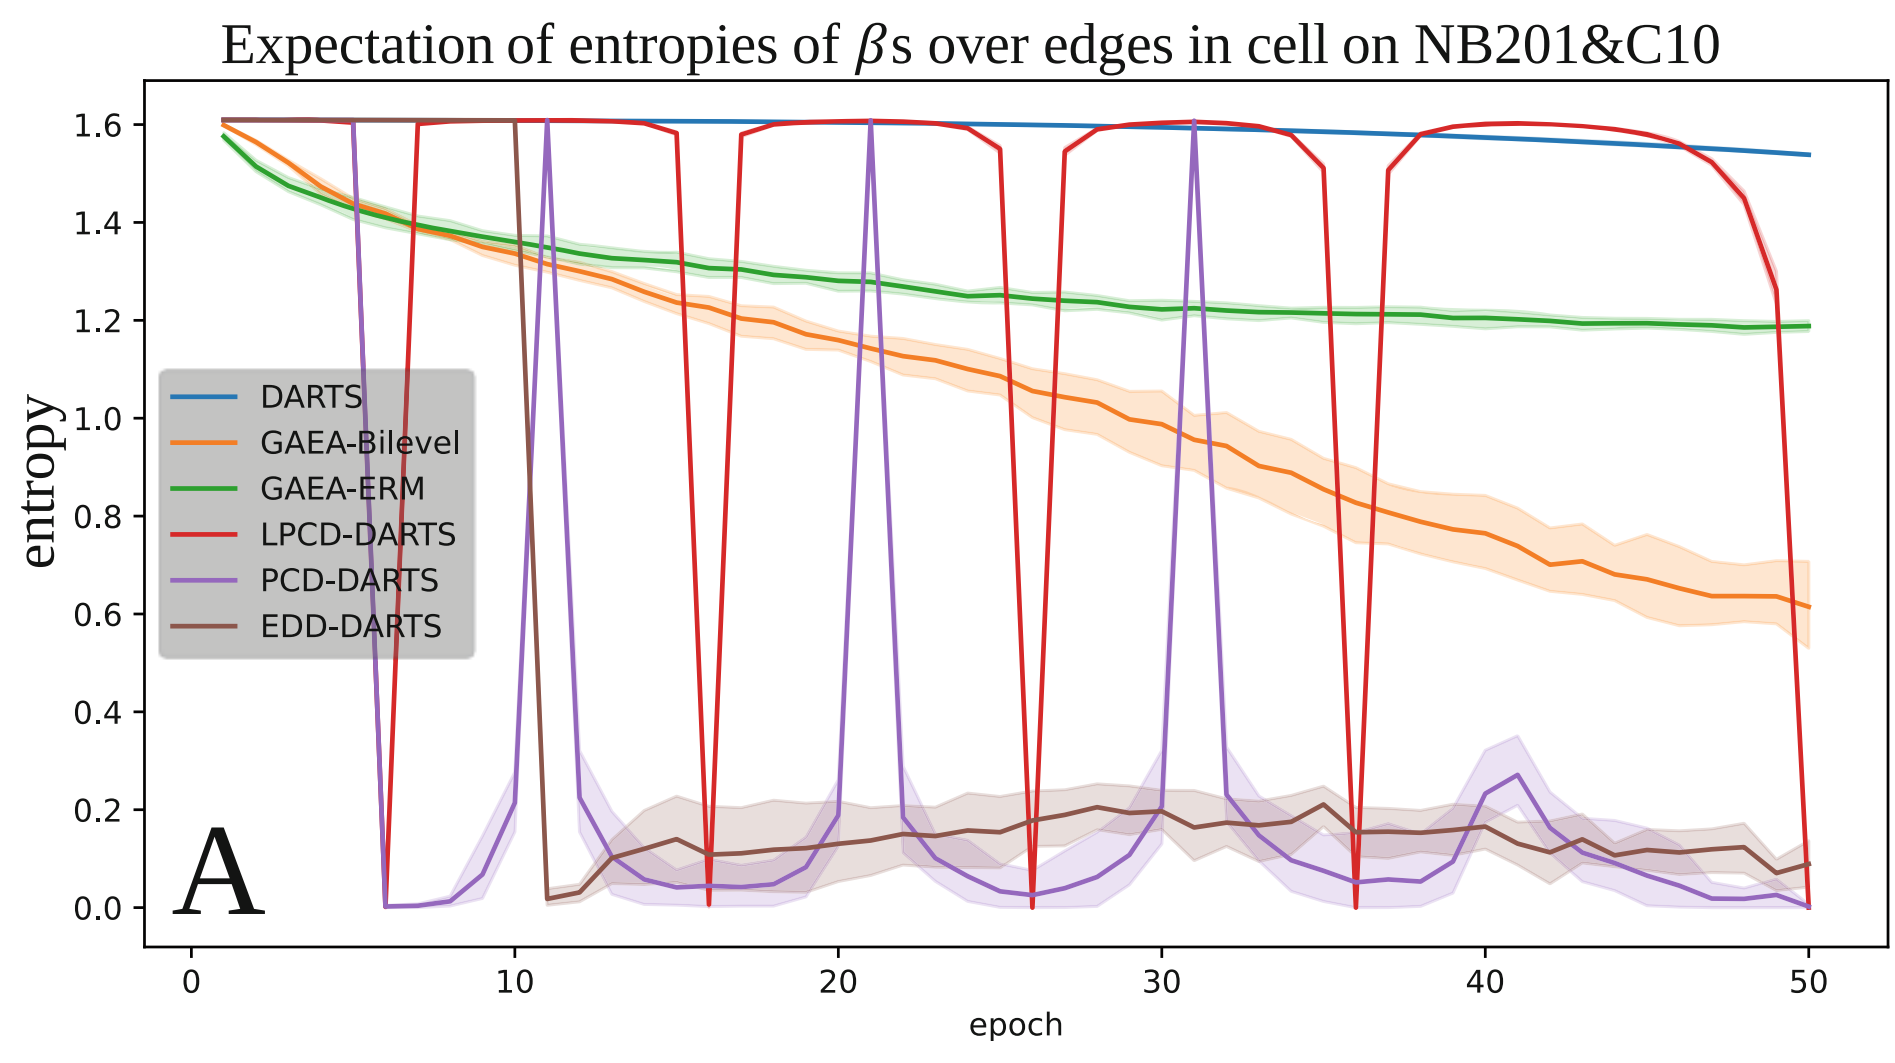 Expectation of entropies of βs over edges in cell on NB201&C10
entropy
1.6
1.4
1.2
1.0
0.8
0.6
0.4
0.2
0.0
DARTS
GAEA-Bilevel
GAEA-ERM
LPCD-DARTS
PCD-DARTS
EDD-DARTS
A
0 10 20 30 40 50
epoch